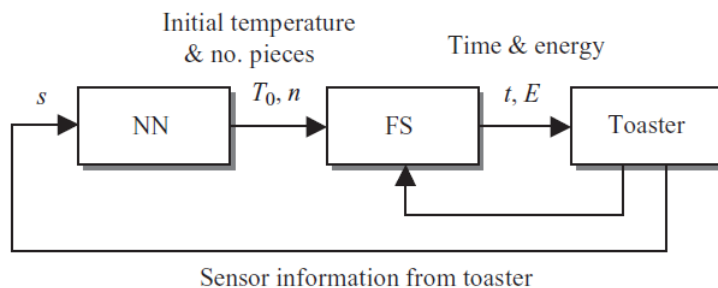 Initial temperature
& no. pieces
Time & energy
s
T₀, n
t, E
NN
FS
Toaster
Sensor information from toaster